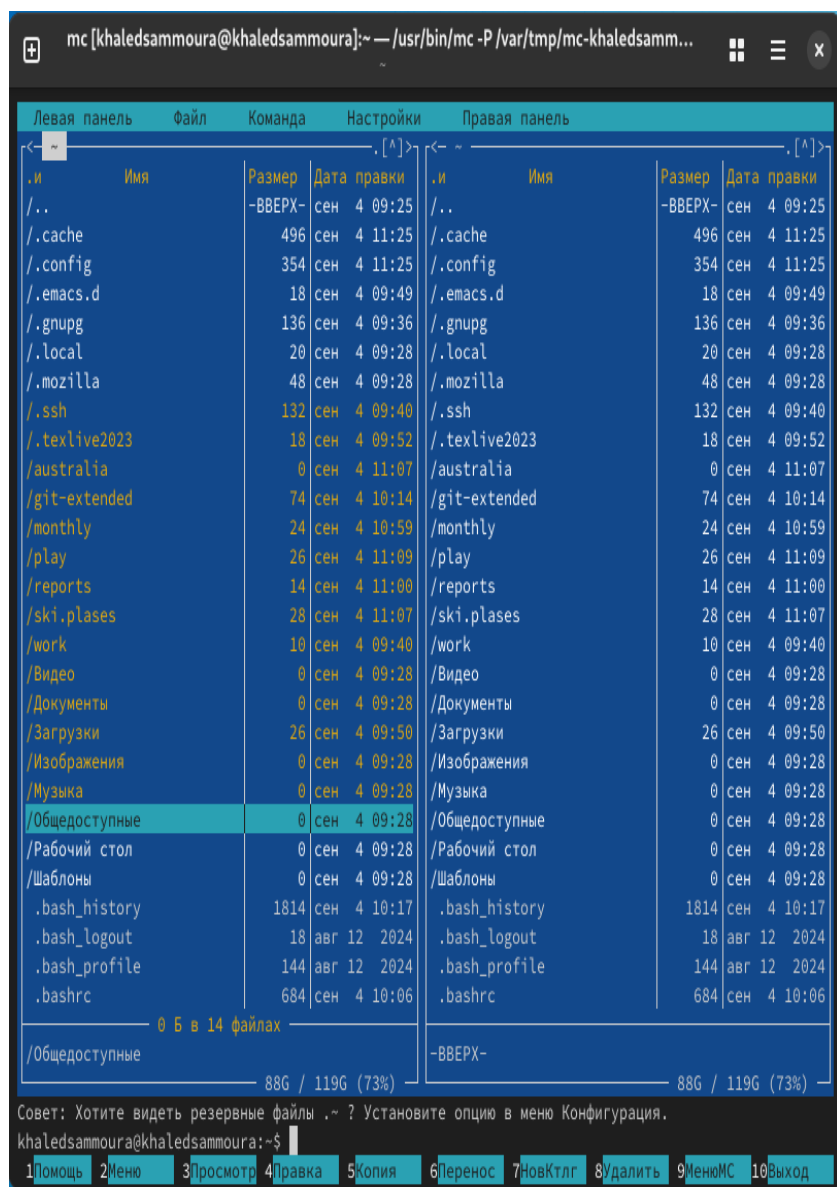 mc [khaledsammoura@khaledsammoura]:~ — /usr/bin/mc -P /var/tmp/mc-khaledsamm...
~
Левая панель Файл Команда Настройки Правая панель
<— ~ .[^]> <— ~ .[^]>
.и Имя Размер Дата правки .и Имя Размер Дата правки
/.. -ВВЕРХ- сен 4 09:25 /.. -ВВЕРХ- сен 4 09:25
/.cache 496 сен 4 11:25 /.cache 496 сен 4 11:25
/.config 354 сен 4 11:25 /.config 354 сен 4 11:25
/.emacs.d 18 сен 4 09:49 /.emacs.d 18 сен 4 09:49
/.gnupg 136 сен 4 09:36 /.gnupg 136 сен 4 09:36
/.local 20 сен 4 09:28 /.local 20 сен 4 09:28
/.mozilla 48 сен 4 09:28 /.mozilla 48 сен 4 09:28
/.ssh 132 сен 4 09:40 /.ssh 132 сен 4 09:40
/.texlive2023 18 сен 4 09:52 /.texlive2023 18 сен 4 09:52
/australia 0 сен 4 11:07 /australia 0 сен 4 11:07
/git-extended 74 сен 4 10:14 /git-extended 74 сен 4 10:14
/monthly 24 сен 4 10:59 /monthly 24 сен 4 10:59
/play 26 сен 4 11:09 /play 26 сен 4 11:09
/reports 14 сен 4 11:00 /reports 14 сен 4 11:00
/ski.plases 28 сен 4 11:07 /ski.plases 28 сен 4 11:07
/work 10 сен 4 09:40 /work 10 сен 4 09:40
/Видео 0 сен 4 09:28 /Видео 0 сен 4 09:28
/Документы 0 сен 4 09:28 /Документы 0 сен 4 09:28
/Загрузки 26 сен 4 09:50 /Загрузки 26 сен 4 09:50
/Изображения 0 сен 4 09:28 /Изображения 0 сен 4 09:28
/Музыка 0 сен 4 09:28 /Музыка 0 сен 4 09:28
/Общедоступные 0 сен 4 09:28 /Общедоступные 0 сен 4 09:28
/Рабочий стол 0 сен 4 09:28 /Рабочий стол 0 сен 4 09:28
/Шаблоны 0 сен 4 09:28 /Шаблоны 0 сен 4 09:28
.bash_history 1814 сен 4 10:17 .bash_history 1814 сен 4 10:17
.bash_logout 18 авг 12 2024 .bash_logout 18 авг 12 2024
.bash_profile 144 авг 12 2024 .bash_profile 144 авг 12 2024
.bashrc 684 сен 4 10:06 .bashrc 684 сен 4 10:06
0 Б в 14 файлах
/Общедоступные -ВВЕРХ-
88G / 119G (73%) 88G / 119G (73%)
Совет: Хотите видеть резервные файлы .~ ? Установите опцию в меню Конфигурация.
khaledsammoura@khaledsammoura:~$
1Помощь 2Меню 3Просмотр 4Правка 5Копия 6Перенос 7НовКтлг 8Удалить 9МенюMC 10Выход